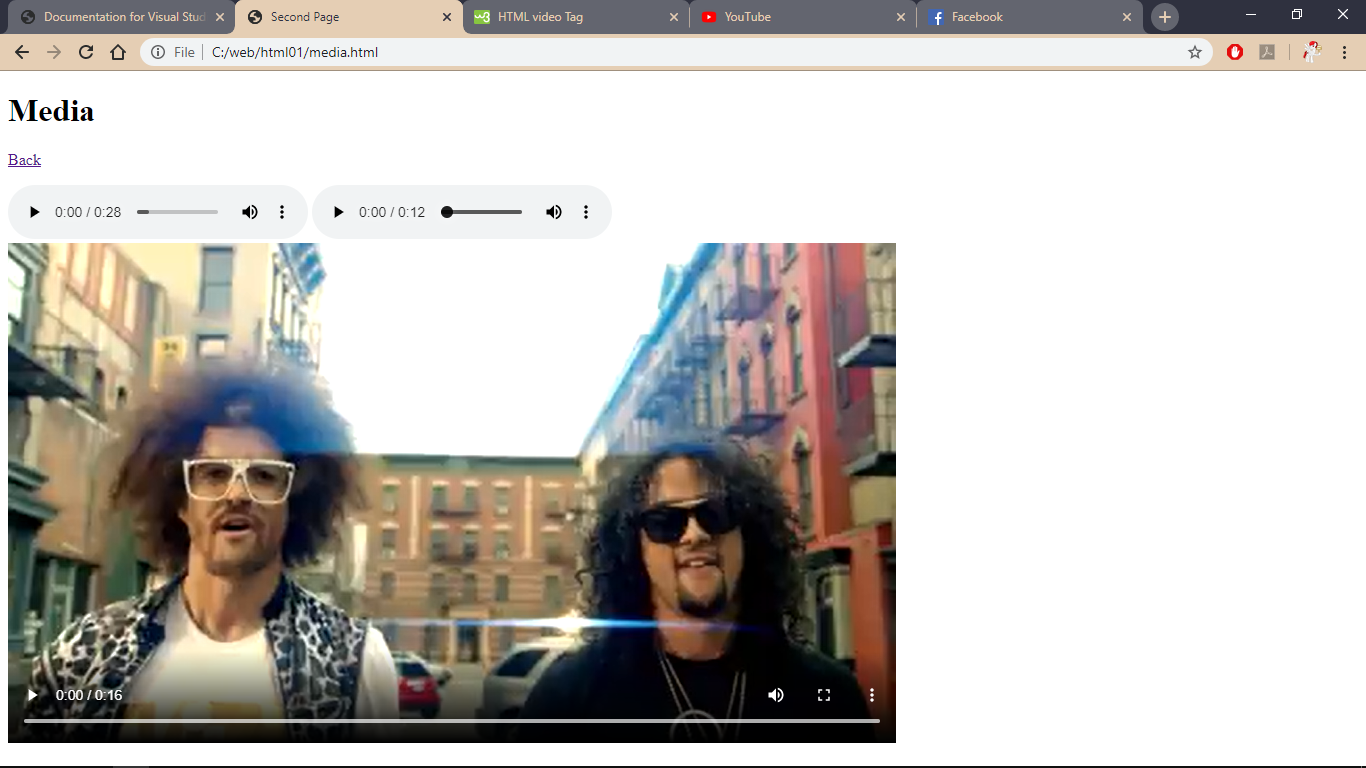 Documentation for Visual Stud Second Page HTML video Tag YouTube Facebook
File C:/web/html01/media.html
Media
Back
0:00 / 0:28 0:00 / 0:12
0:00 / 0:16